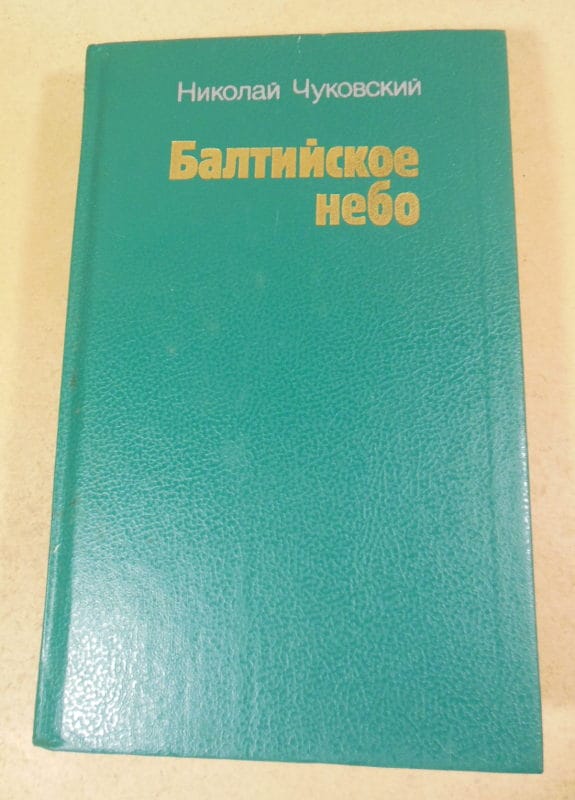 Николай Чуковский
Балтийское
небо